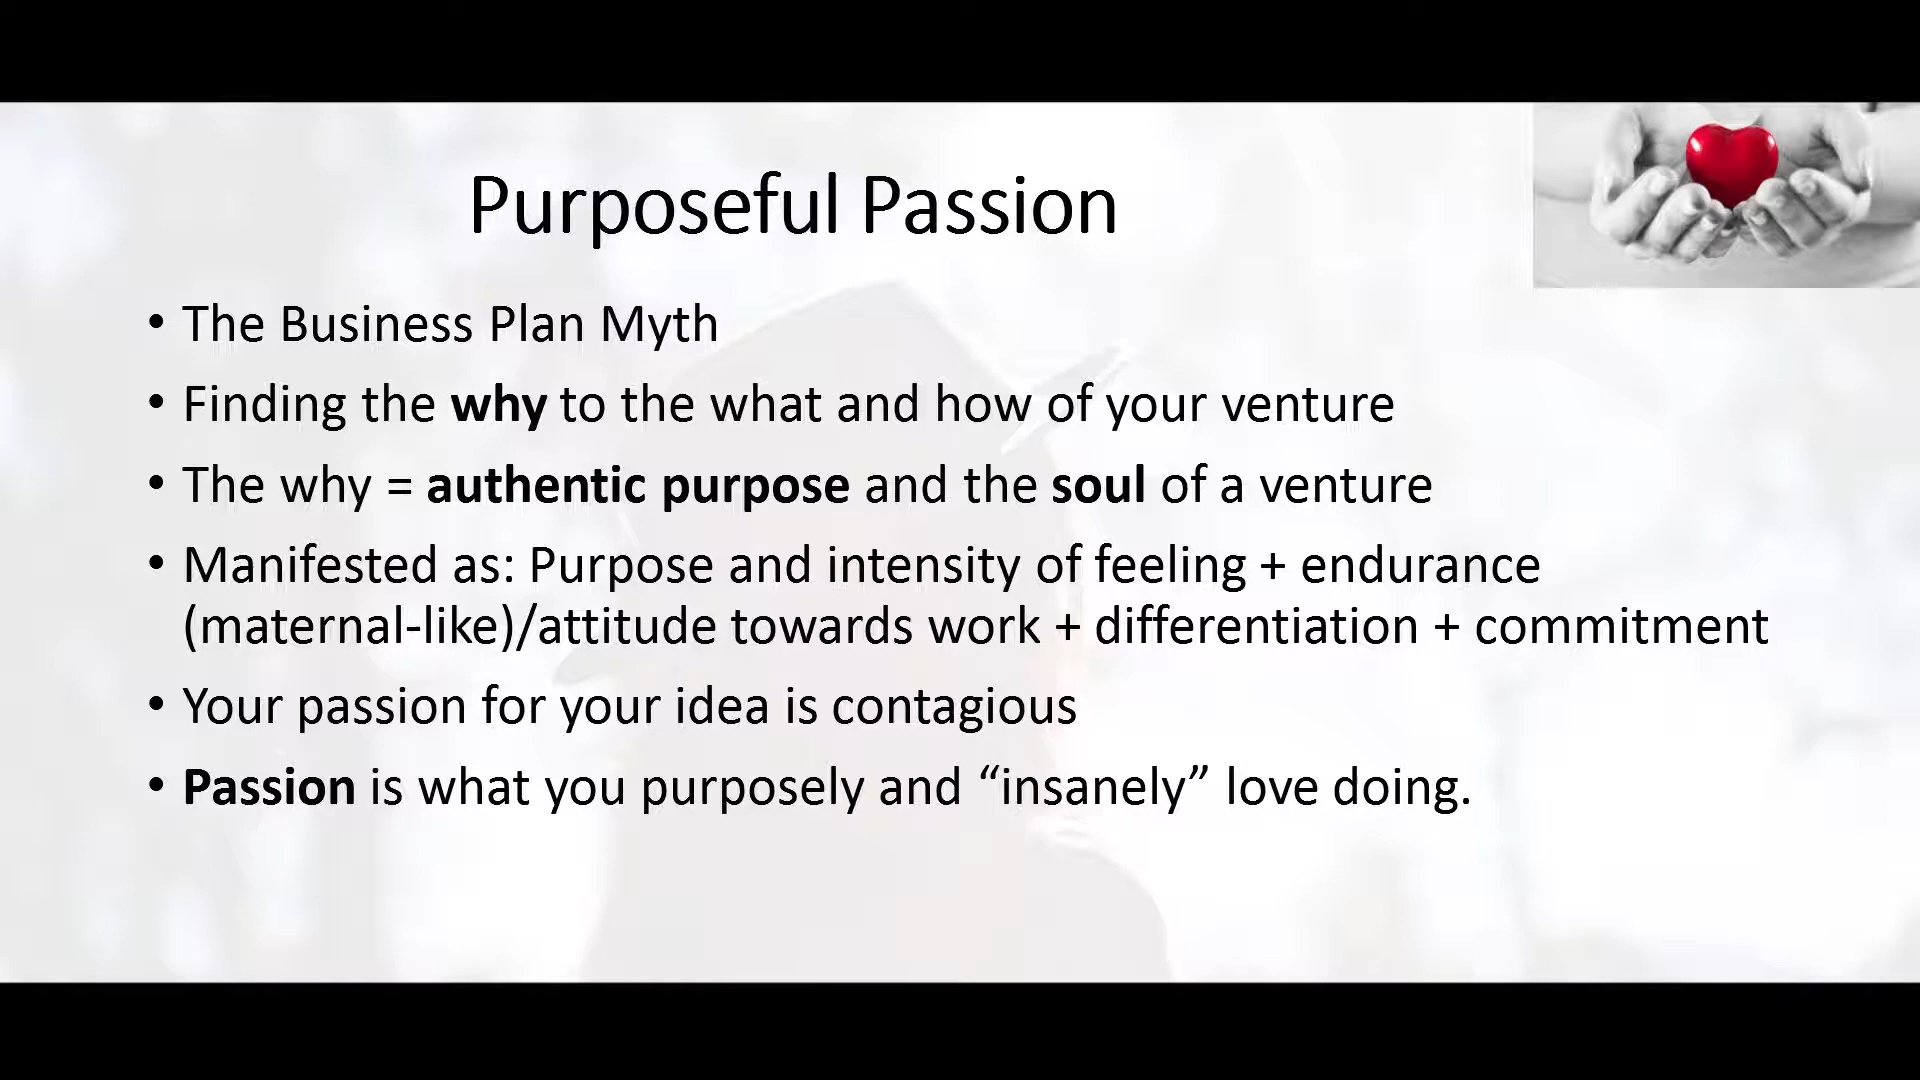 Purposeful Passion
• The Business Plan Myth
• Finding the why to the what and how of your venture
• The why = authentic purpose and the soul of a venture
• Manifested as: Purpose and intensity of feeling + endurance
(maternal-like)/attitude towards work + differentiation + commitment
• Your passion for your idea is contagious
• Passion is what you purposely and “insanely” love doing.